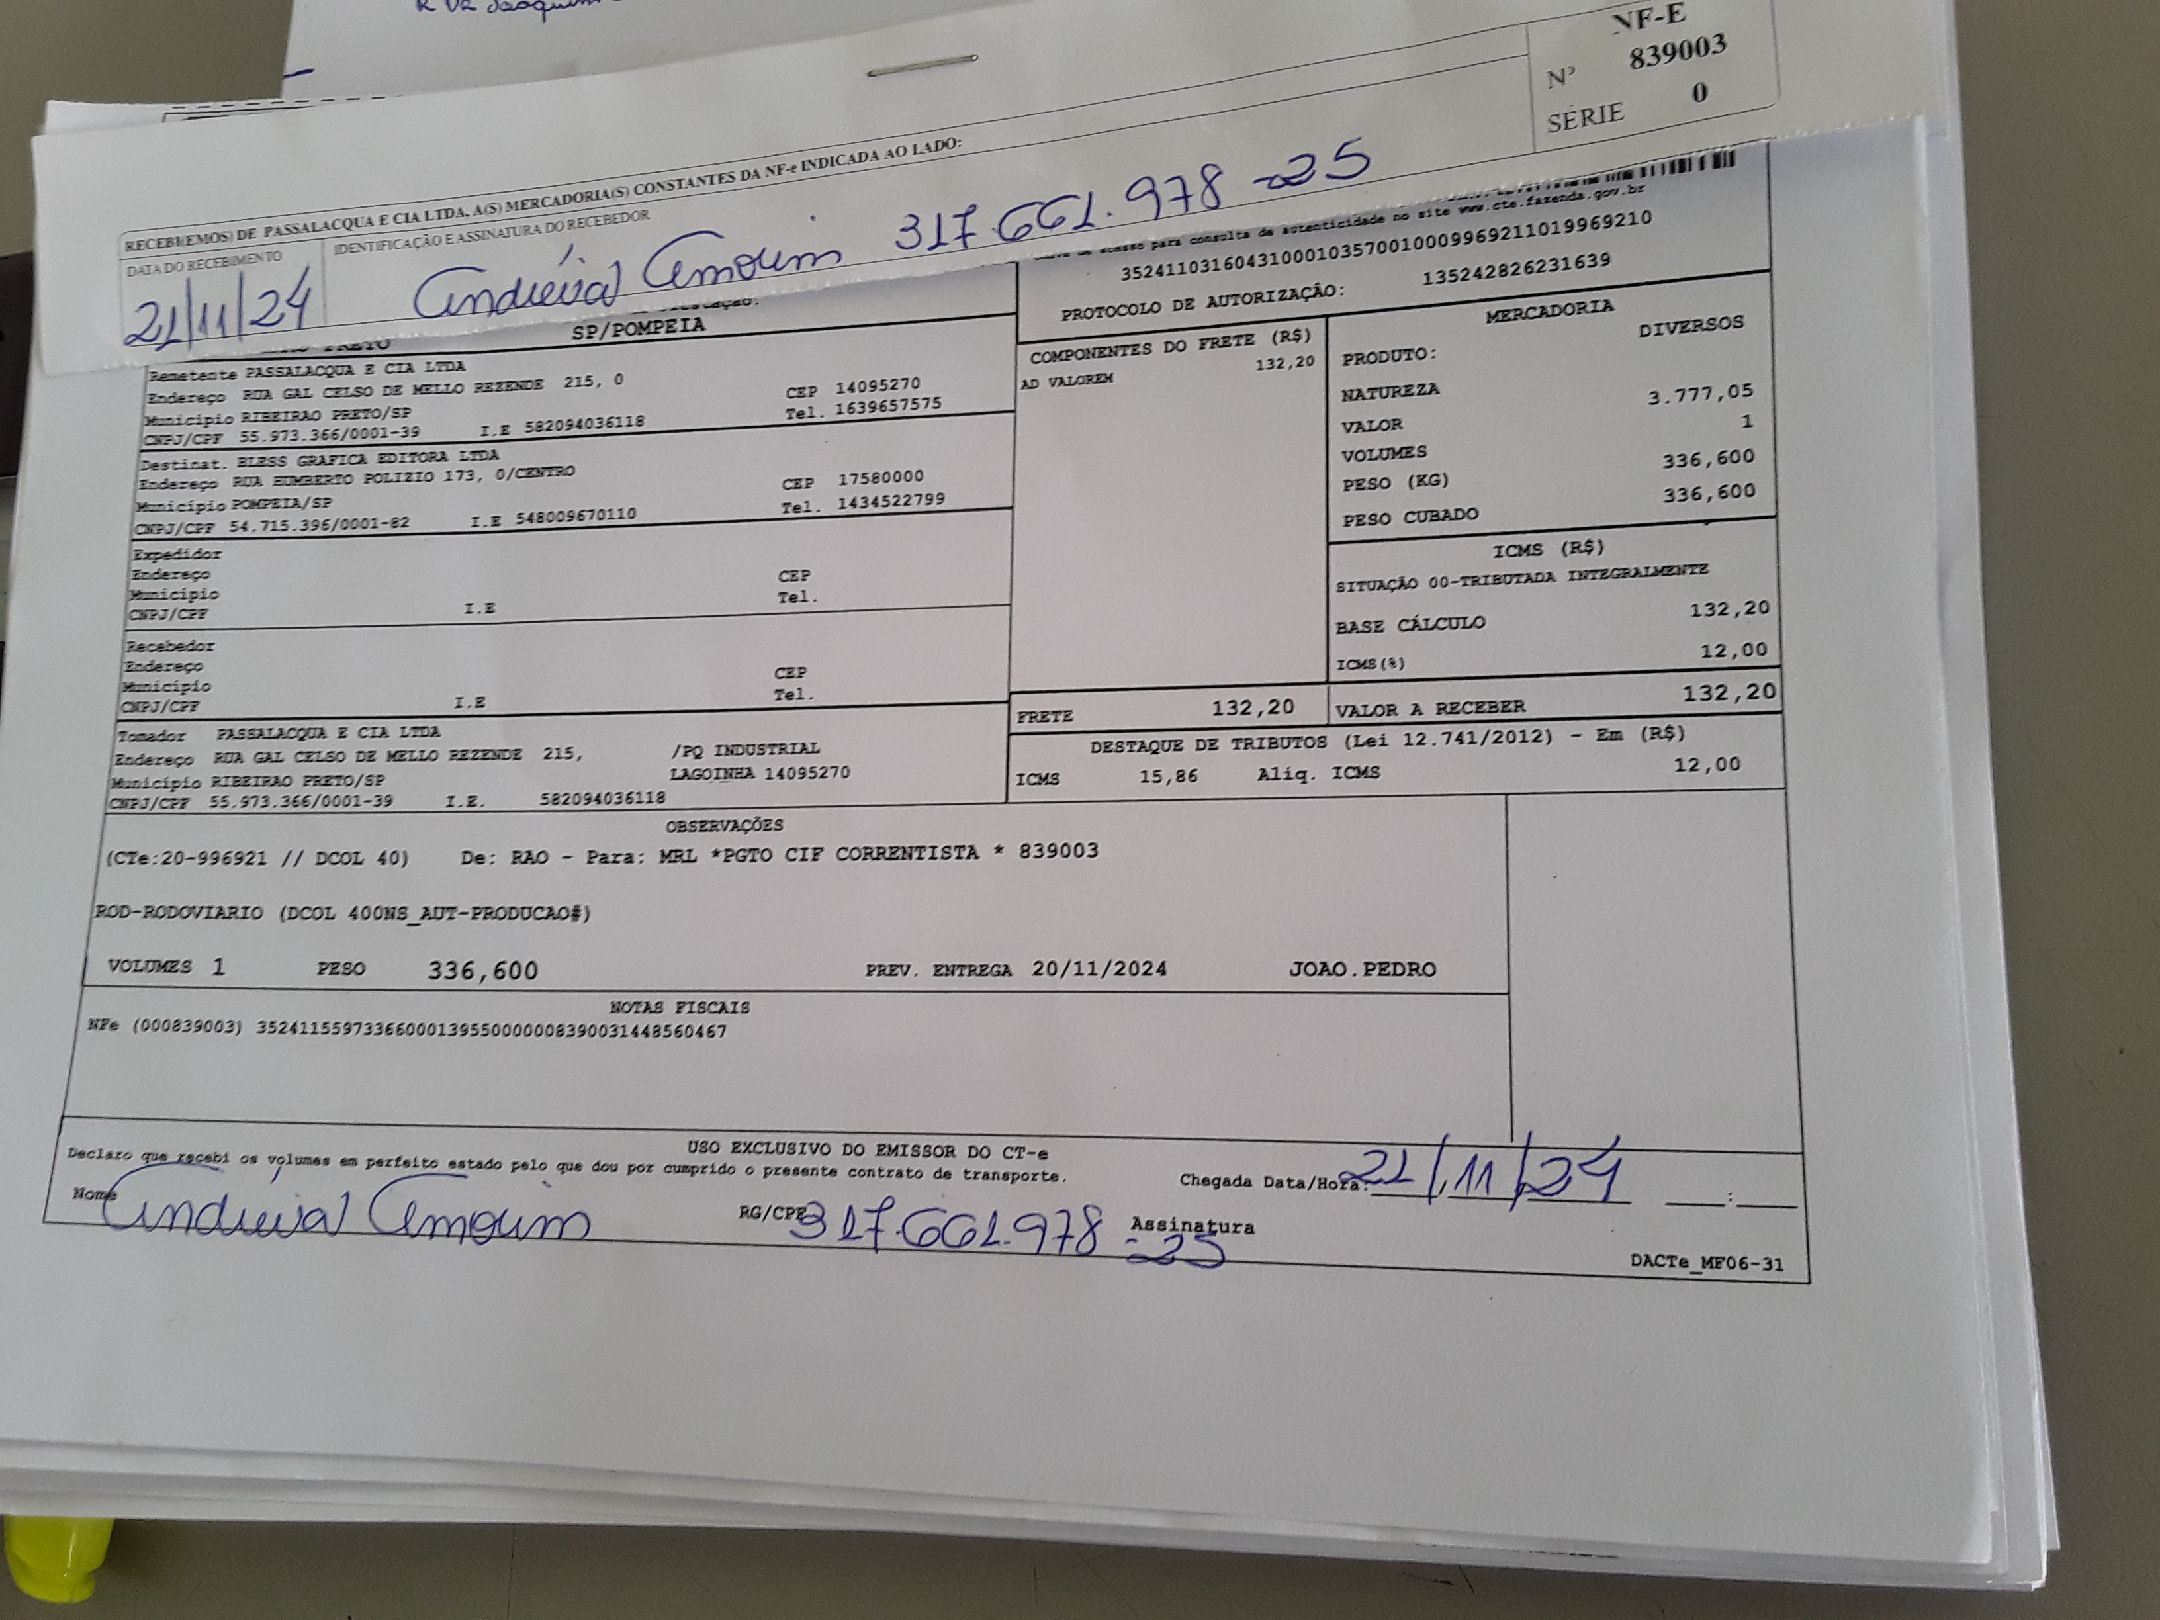 NF-E
Nº 839003
SÉRIE 0
RECEBI(EMOS) DE PASSALACQUA E CIA LTDA, A(S) MERCADORIA(S) CONSTANTES DA NF-e INDICADA AO LADO:
DATA DO RECEBIMENTO
IDENTIFICAÇÃO E ASSINATURA DO RECEBEDOR
21/11/24
317.661.978-25
acesso para consulta de autenticidade no site www.cte.fazenda.gov.br
35241103160431000103570010009969211019969210
PROTOCOLO DE AUTORIZAÇÃO: 135242826231639
SP/POMPEIA
Remetente PASSALACQUA E CIA LTDA
Endereço RUA GAL CELSO DE MELLO REZENDE 215, 0 CEP 14095270
Município RIBEIRAO PRETO/SP Tel. 1639657575
CNPJ/CPF 55.973.366/0001-39 I.E 582094036118
Destinat. BLESS GRAFICA EDITORA LTDA
Endereço RUA HUMBERTO POLIZIO 173, 0/CENTRO CEP 17580000
Município POMPEIA/SP Tel. 1434522799
CNPJ/CPF 54.715.396/0001-82 I.E 548009670110
Expedidor
Endereço CEP
Município Tel.
CNPJ/CPF I.E
Recebedor
Endereço CEP
Município Tel.
CNPJ/CPF I.E
Tomador PASSALACQUA E CIA LTDA
Endereço RUA GAL CELSO DE MELLO REZENDE 215, /PQ INDUSTRIAL
Município RIBEIRAO PRETO/SP LAGOINHA 14095270
CNPJ/CPF 55.973.366/0001-39 I.E. 582094036118
COMPONENTES DO FRETE (R$)
AD VALOREM 132,20
MERCADORIA
PRODUTO: DIVERSOS
NATUREZA
VALOR 3.777,05
VOLUMES 1
PESO (KG) 336,600
PESO CUBADO 336,600
ICMS (R$)
SITUAÇÃO 00-TRIBUTADA INTEGRALMENTE
BASE CÁLCULO 132,20
ICMS(%) 12,00
FRETE 132,20
VALOR A RECEBER 132,20
DESTAQUE DE TRIBUTOS (Lei 12.741/2012) - Em (R$)
ICMS 15,86 Aliq. ICMS 12,00
OBSERVAÇÕES
(CTe:20-996921 // DCOL 40) De: RAO - Para: MRL *PGTO CIF CORRENTISTA * 839003
ROD-RODOVIARIO (DCOL 400NS_AUT-PRODUCAO#)
VOLUMES 1 PESO 336,600 PREV. ENTREGA 20/11/2024 JOAO.PEDRO
NOTAS FISCAIS
NFe (000839003) 35241155973366000139550000008390031448560467
USO EXCLUSIVO DO EMISSOR DO CT-e
Declaro que recebi os volumes em perfeito estado pelo que dou por cumprido o presente contrato de transporte.
Chegada Data/Hora: 21/11/24 :
Nome
RG/CPF 317.661.978-25
Assinatura
DACTe_MF06-31